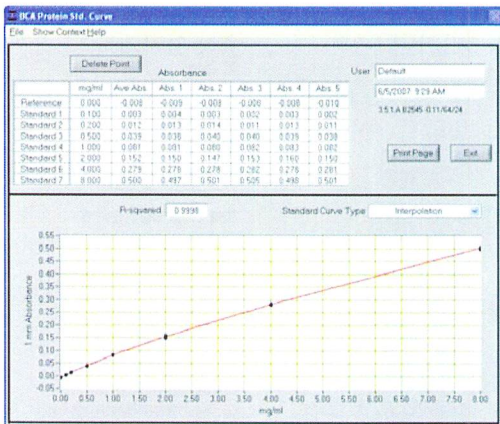 BCA Protein Std. Curve
File Show Context Help
Delete Point
Absorbance
User Default
6/5/2007 9:29 AM
mg/ml Ave Abs Abs. 1 Abs. 2 Abs. 3 Abs. 4 Abs. 5
Reference 0.000 -0.008 -0.009 -0.008 -0.008 -0.010
Standard 1 0.100 0.003 0.004 0.003 0.002 0.003 0.002
Standard 2 0.200 0.012 0.013 0.014 0.011 0.013 0.011
Standard 3 0.500 0.039 0.038 0.040 0.040 0.039 0.038
Standard 4 1.000 0.081 0.081 0.080 0.082 0.083 0.082
Standard 5 2.000 0.152 0.150 0.147 0.153 0.160 0.150
Standard 6 4.000 0.279 0.278 0.278 0.282 0.276 0.281
Standard 7 8.000 0.500 0.497 0.501 0.505 0.498 0.501
Print Page Exit
R-squared 0.9998
Standard Curve Type Interpolation
1 mm Absorbance
0.55
0.50
0.45
0.40
0.35
0.30
0.25
0.20
0.15
0.10
0.05
0.00
-0.05
0.00 0.50 1.00 1.50 2.00 2.50 3.00 3.50 4.00 4.50 5.00 5.50 6.00 6.50 7.00 7.50 8.00
mg/ml